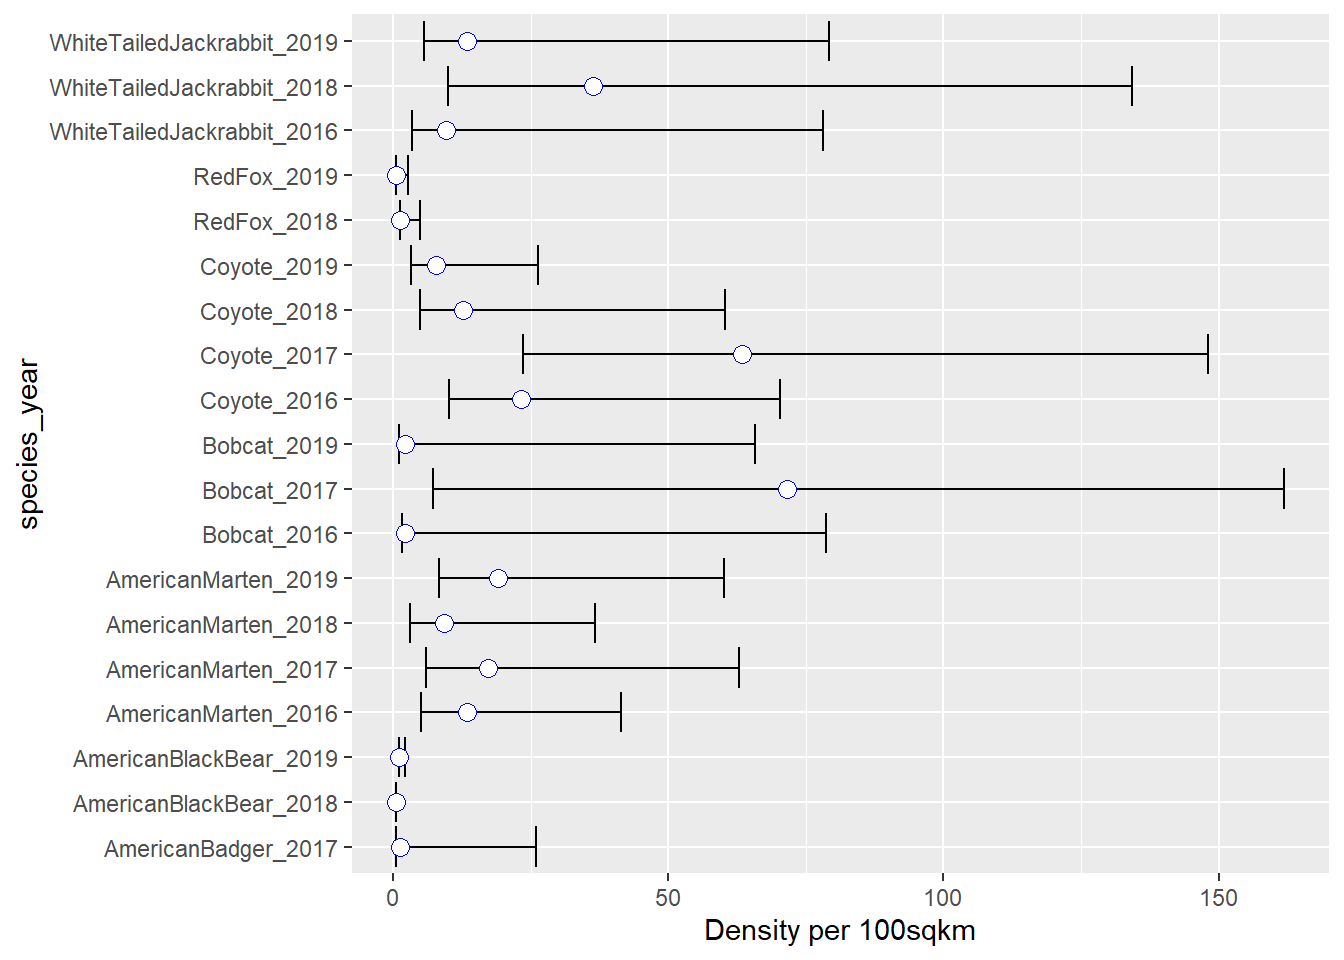 WhiteTailedJackrabbit_2019
WhiteTailedJackrabbit_2018
WhiteTailedJackrabbit_2016
RedFox_2019
RedFox_2018
Coyote_2019
Coyote_2018
Coyote_2017
Coyote_2016
Bobcat_2019
Bobcat_2017
Bobcat_2016
AmericanMarten_2019
AmericanMarten_2018
AmericanMarten_2017
AmericanMarten_2016
AmericanBlackBear_2019
AmericanBlackBear_2018
AmericanBadger_2017
species_year
0 50 100 150
Density per 100sqkm